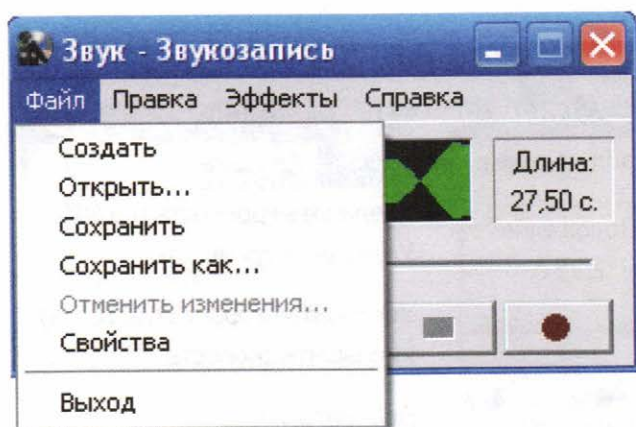 Звук - Звукозапись
Файл Правка Эффекты Справка
Создать
Открыть...
Сохранить
Сохранить как...
Отменить изменения...
Свойства
Выход
Длина:
27,50 с.